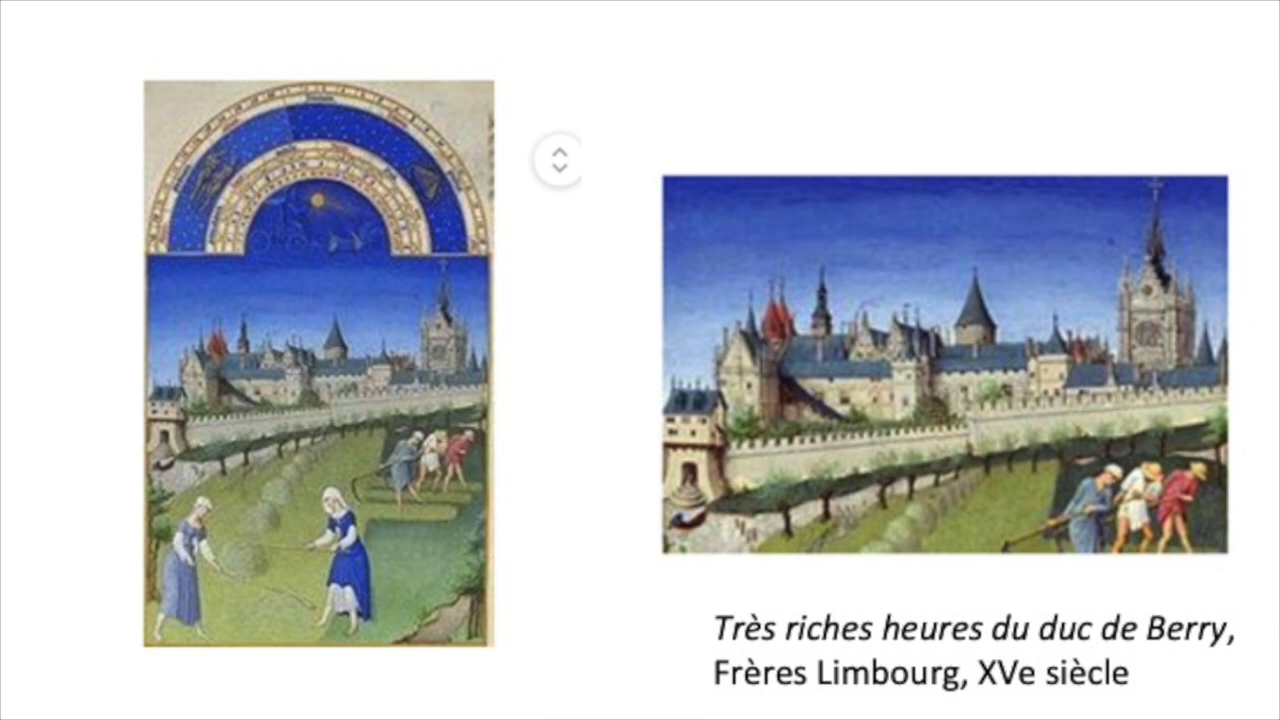 Très riches heures du duc de Berry,
Frères Limbourg, XVe siècle